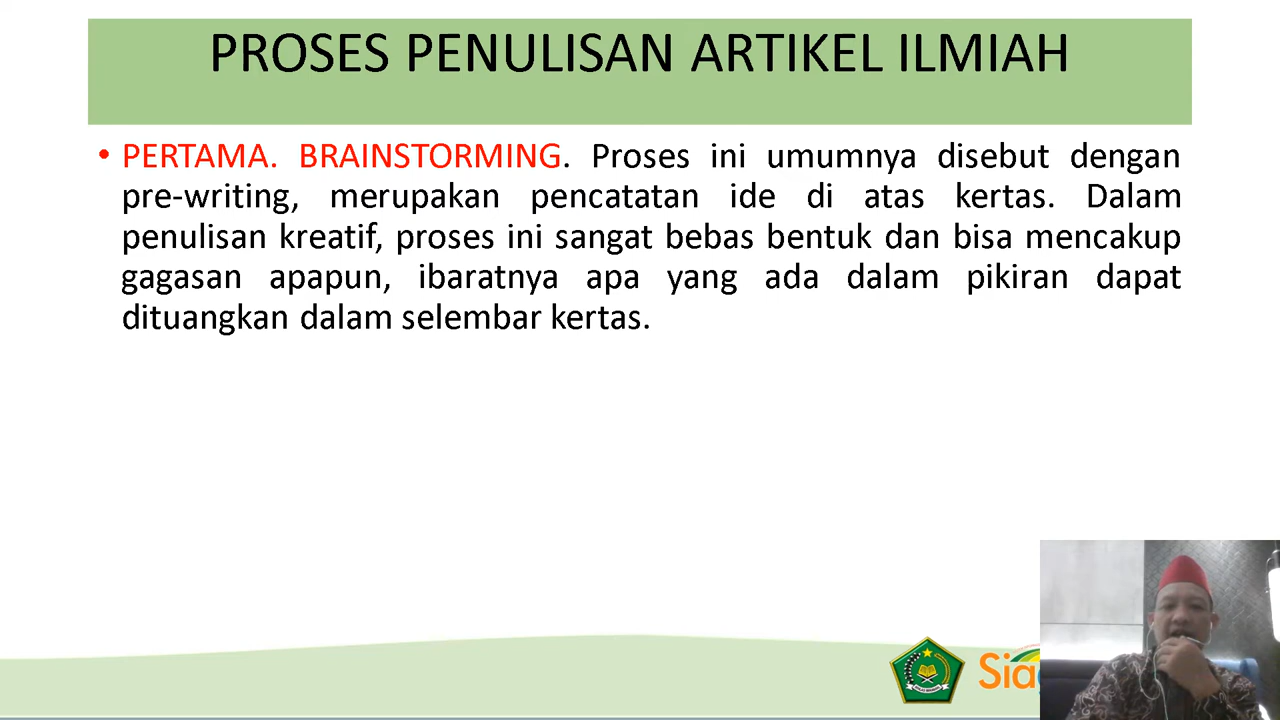 PROSES PENULISAN ARTIKEL ILMIAH
• PERTAMA. BRAINSTORMING. Proses ini umumnya disebut dengan
pre-writing, merupakan pencatatan ide di atas kertas. Dalam
penulisan kreatif, proses ini sangat bebas bentuk dan bisa mencakup
gagasan apapun, ibaratnya apa yang ada dalam pikiran dapat
dituangkan dalam selembar kertas.